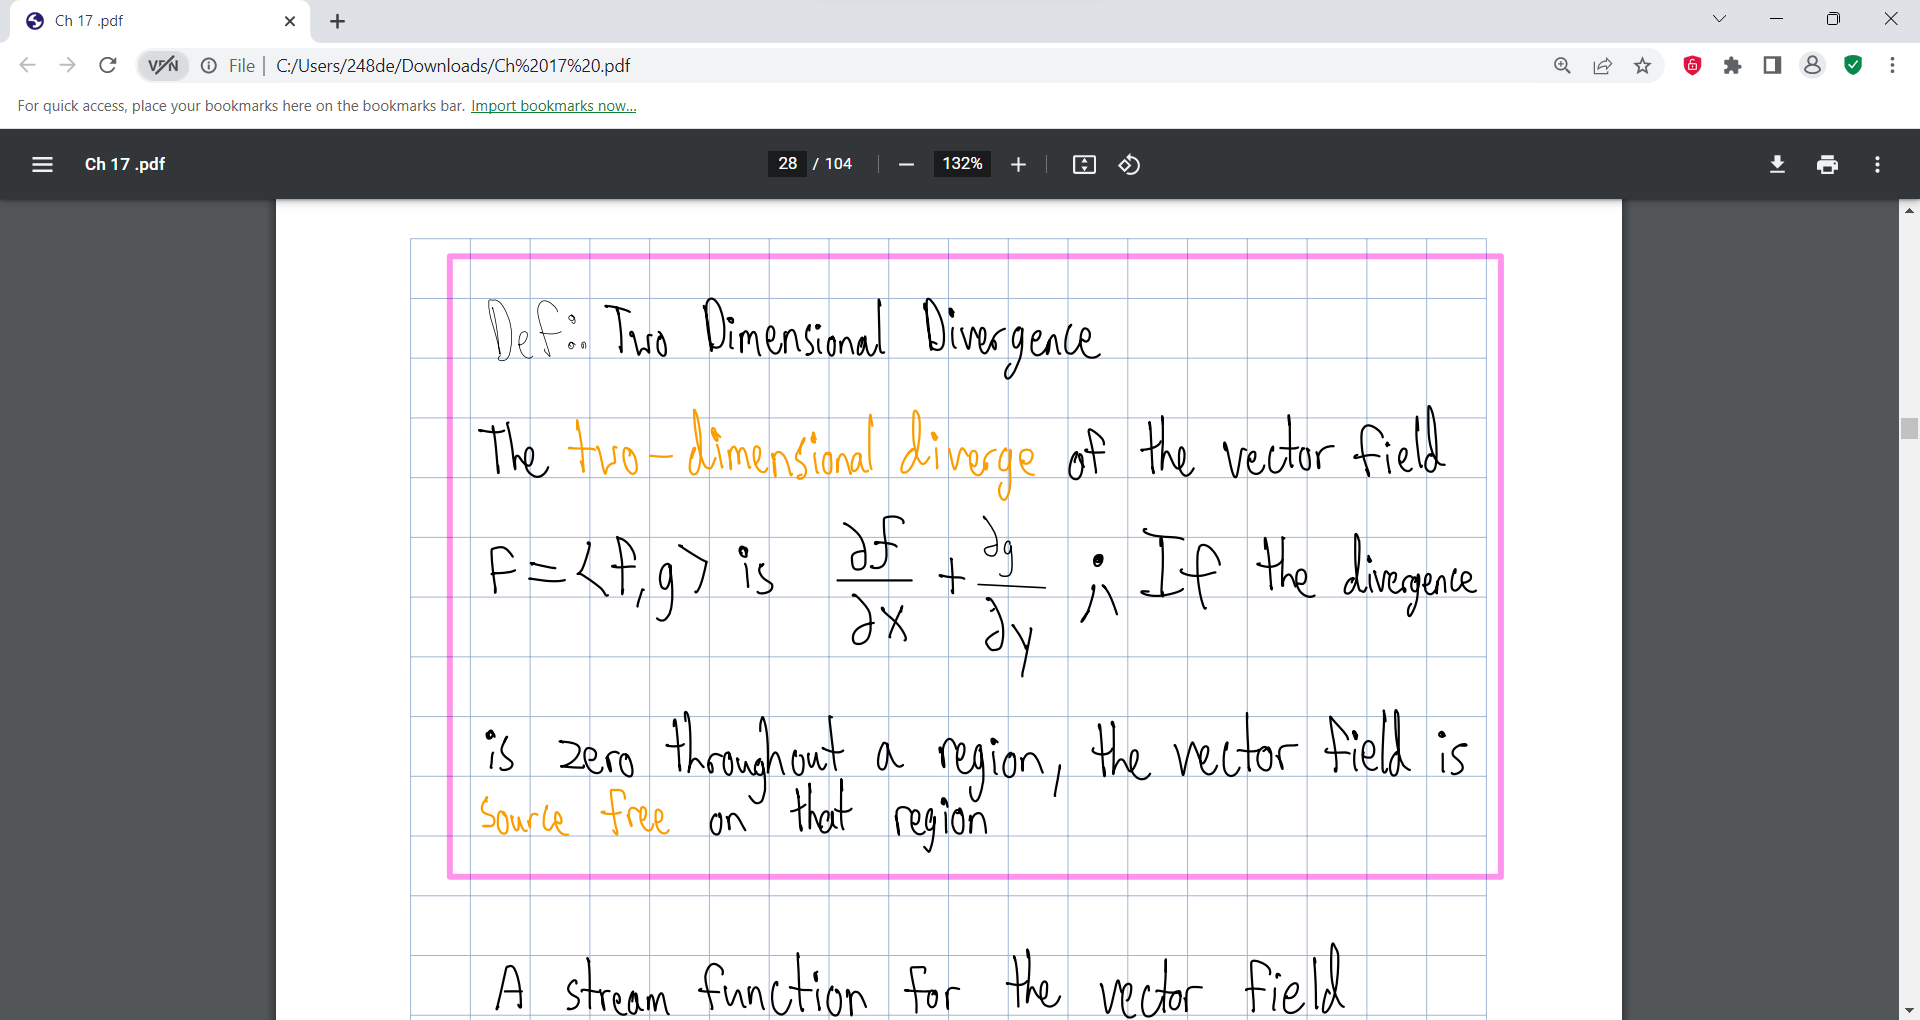 Ch 17 .pdf
VPN File C:/Users/248de/Downloads/Ch%2017%20.pdf
For quick access, place your bookmarks here on the bookmarks bar. Import bookmarks now...
Ch 17 .pdf 28 / 104 132%
Def: Two Dimensional Divergence
The two-dimensional diverge of the vector field
F = <f,g> is ∂f/∂x + ∂g/∂y ; If the divergence
is zero throughout a region, the vector field is
source free on that region
A stream function for the vector field